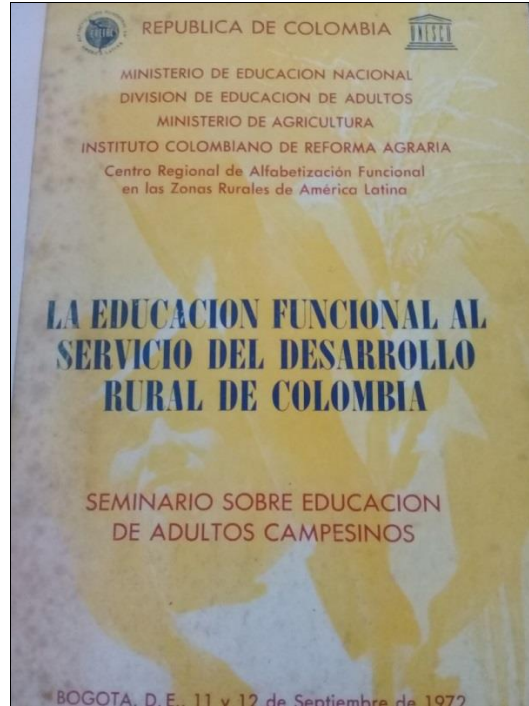 REPUBLICA DE COLOMBIA
UNESCO
MINISTERIO DE EDUCACION NACIONAL
DIVISION DE EDUCACION DE ADULTOS
MINISTERIO DE AGRICULTURA
INSTITUTO COLOMBIANO DE REFORMA AGRARIA
Centro Regional de Alfabetización Funcional
en las Zonas Rurales de América Latina
LA EDUCACION FUNCIONAL AL
SERVICIO DEL DESARROLLO
RURAL DE COLOMBIA
SEMINARIO SOBRE EDUCACION
DE ADULTOS CAMPESINOS
BOGOTA, D. E., 11 y 12 de Septiembre de 1972